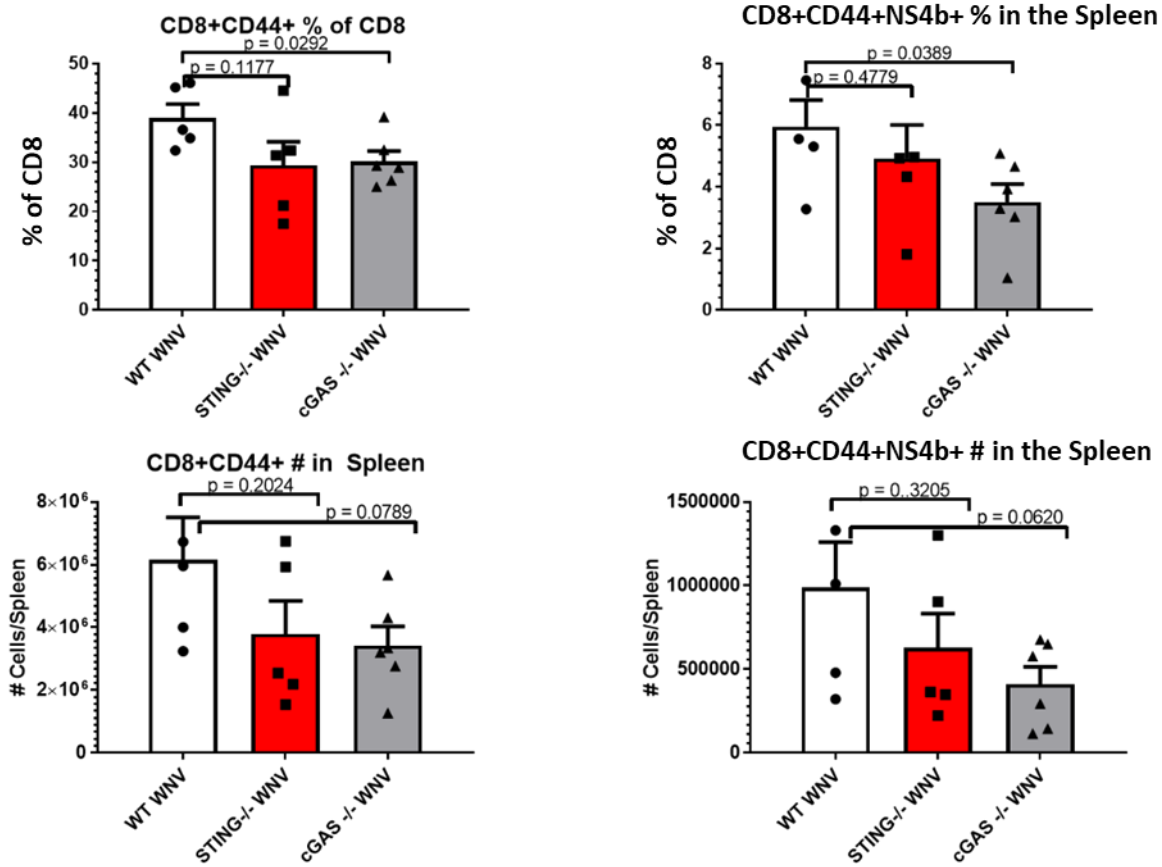 CD8+CD44+ % of CD8
p = 0.0292
p = 0.1177
50
40
30
20
10
0
% of CD8
WT WNV
STING-/- WNV
cGAS -/- WNV
CD8+CD44+NS4b+ % in the Spleen
p = 0.0389
p = 0.4779
8
6
4
2
0
% of CD8
WT WNV
STING-/- WNV
cGAS -/- WNV
CD8+CD44+ # in Spleen
p = 0.2024
p = 0.0789
8×10⁶
6×10⁶
4×10⁶
2×10⁶
0
# Cells/Spleen
WT WNV
STING-/- WNV
cGAS -/- WNV
CD8+CD44+NS4b+ # in the Spleen
p = 0..3205
p = 0.0620
1500000
1000000
500000
0
# Cells/Spleen
WT WNV
STING-/- WNV
cGAS -/- WNV